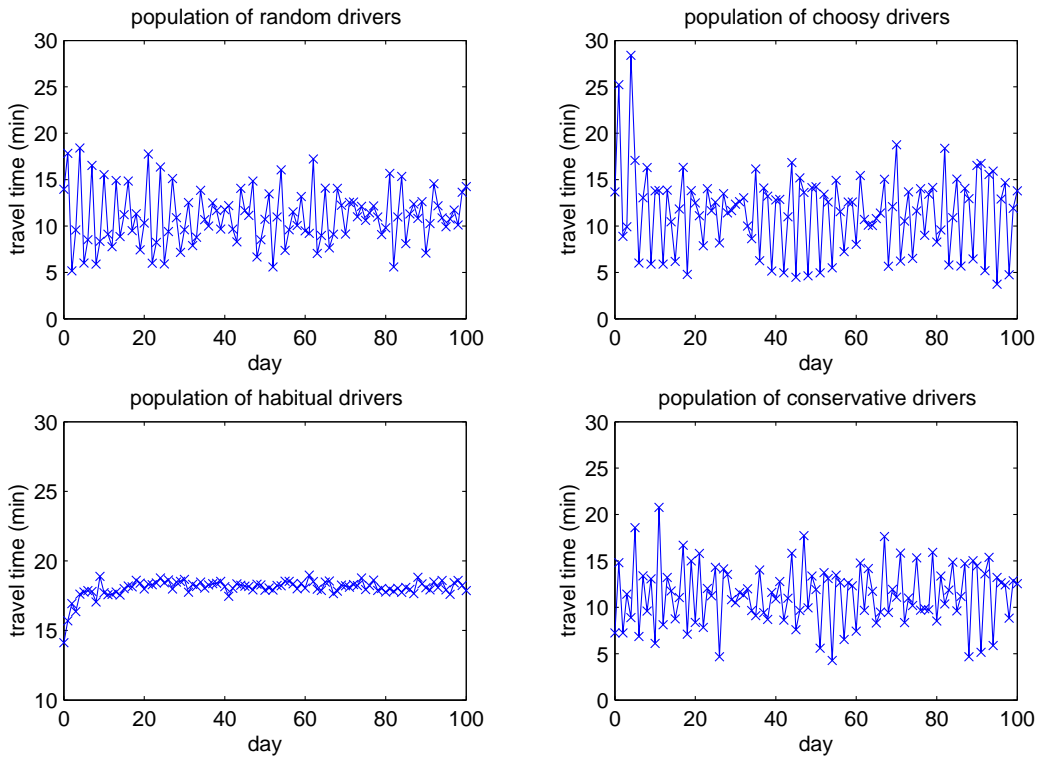 population of random drivers
travel time (min)
30
25
20
15
10
5
0
0 20 40 60 80 100
day
population of choosy drivers
travel time (min)
30
25
20
15
10
5
0
0 20 40 60 80 100
day
population of habitual drivers
travel time (min)
30
25
20
15
10
0 20 40 60 80 100
day
population of conservative drivers
travel time (min)
30
25
20
15
10
5
0
0 20 40 60 80 100
day